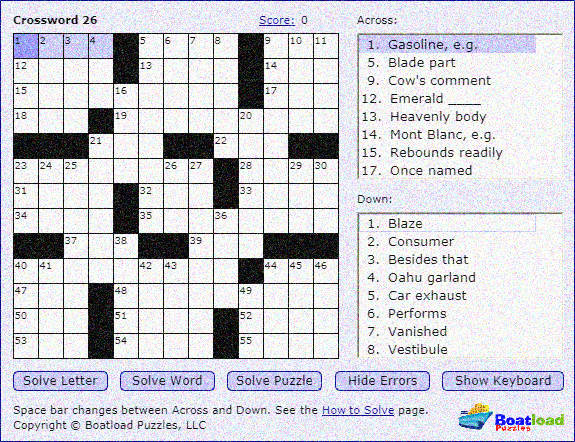 Crossword 26
Score: 0
1 2 3 4 5 6 7 8 9 10 11
12 13 14
15 16 17
18 19 20
21 22
23 24 25 26 27 28 29 30
31 32 33
34 35 36
37 38 39
40 41 42 43 44 45 46
47 48 49
50 51 52
53 54 55
Across:
1. Gasoline, e.g.
5. Blade part
9. Cow's comment
12. Emerald ____
13. Heavenly body
14. Mont Blanc, e.g.
15. Rebounds readily
17. Once named
Down:
1. Blaze
2. Consumer
3. Besides that
4. Oahu garland
5. Car exhaust
6. Performs
7. Vanished
8. Vestibule
Solve Letter Solve Word Solve Puzzle Hide Errors Show Keyboard
Space bar changes between Across and Down. See the How to Solve page.
Copyright © Boatload Puzzles, LLC
Boatload
Puzzles